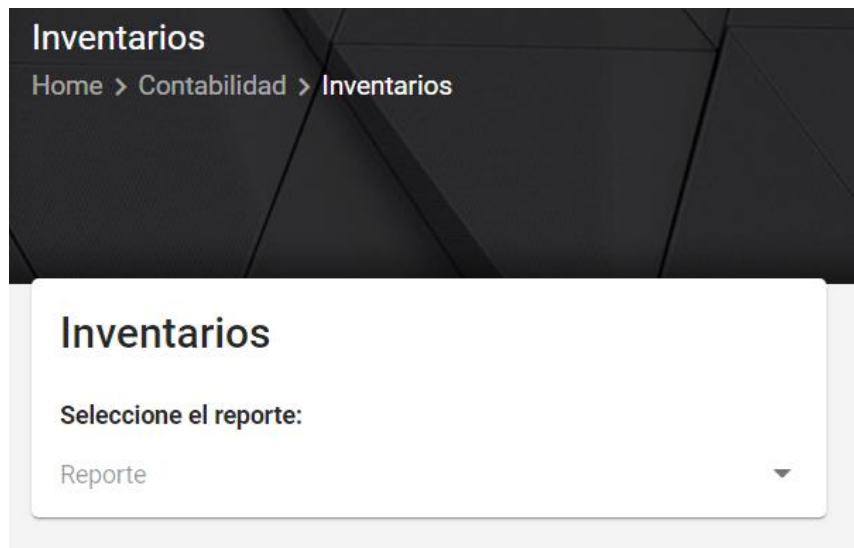 Inventarios
Home > Contabilidad > Inventarios
Inventarios
Seleccione el reporte:
Reporte